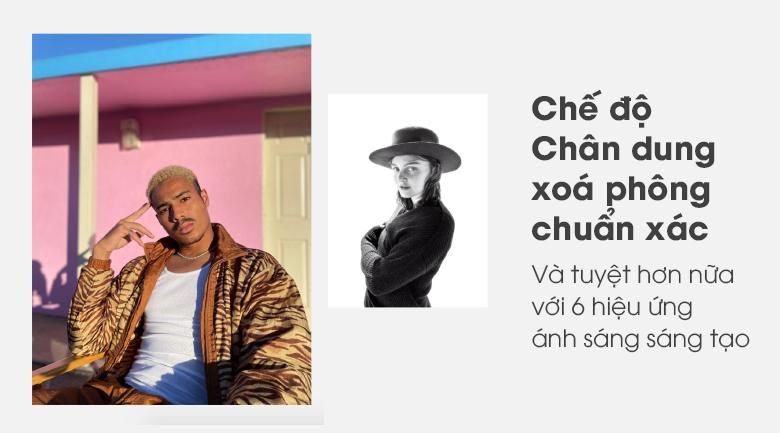 Chế độ
Chân dung
xoá phông
chuẩn xác
Và tuyệt hơn nữa
với 6 hiệu ứng
ánh sáng sáng tạo